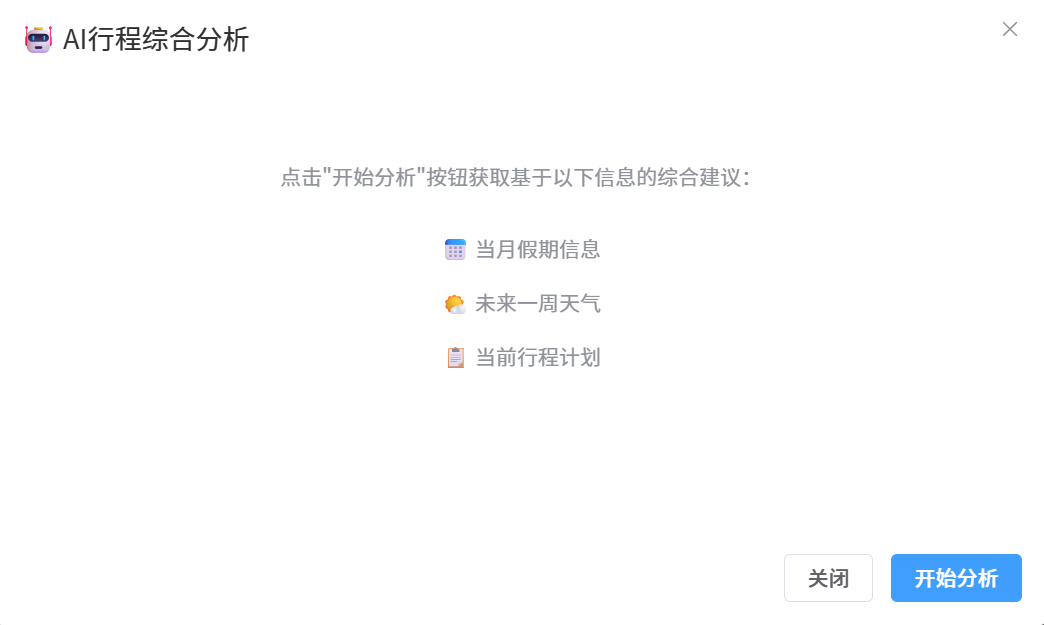 AI行程综合分析
点击"开始分析"按钮获取基于以下信息的综合建议：
当月假期信息
未来一周天气
当前行程计划
关闭
开始分析